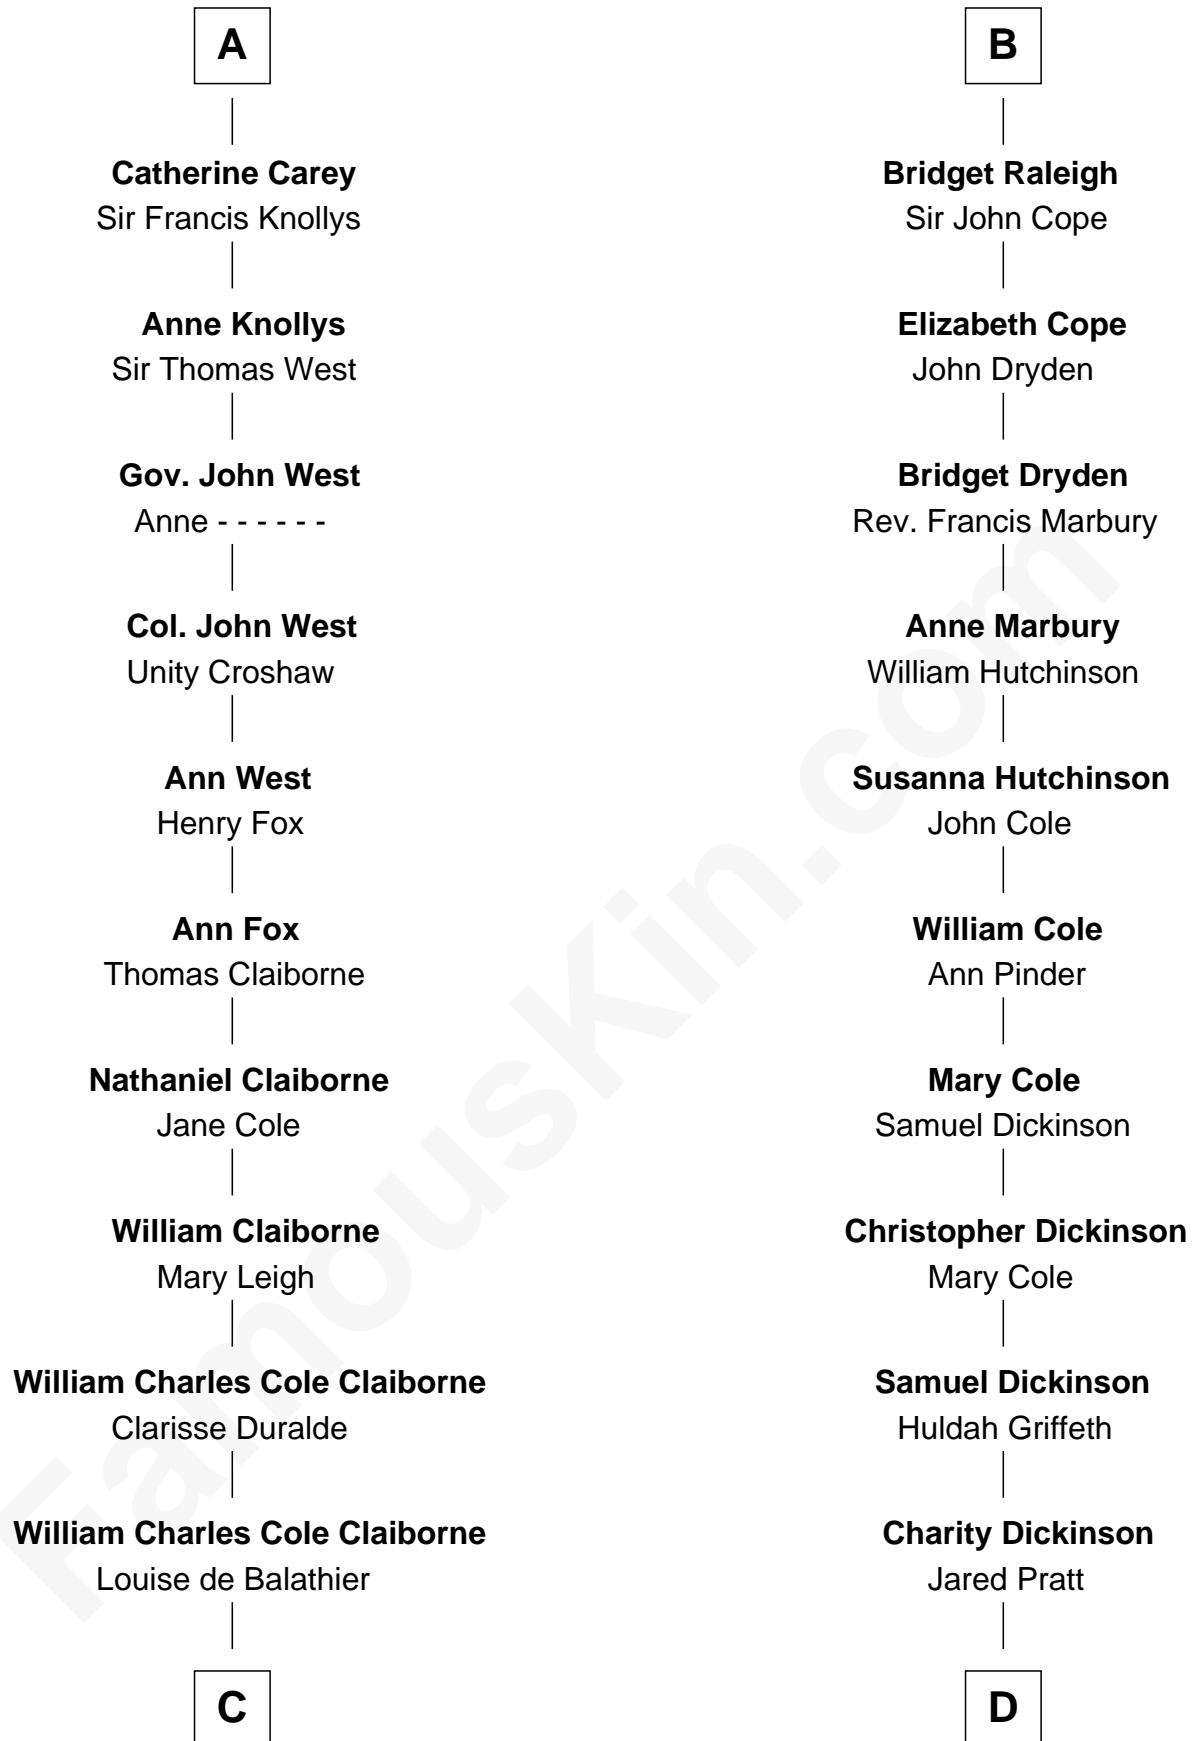 A
Catherine Carey
Sir Francis Knollys
Anne Knollys
Sir Thomas West
Gov. John West
Anne - - - - - -
Col. John West
Unity Croshaw
Ann West
Henry Fox
Ann Fox
Thomas Claiborne
Nathaniel Claiborne
Jane Cole
William Claiborne
Mary Leigh
William Charles Cole Claiborne
Clarisse Duralde
William Charles Cole Claiborne
Louise de Balathier
C
B
Bridget Raleigh
Sir John Cope
Elizabeth Cope
John Dryden
Bridget Dryden
Rev. Francis Marbury
Anne Marbury
William Hutchinson
Susanna Hutchinson
John Cole
William Cole
Ann Pinder
Mary Cole
Samuel Dickinson
Christopher Dickinson
Mary Cole
Samuel Dickinson
Huldah Griffeth
Charity Dickinson
Jared Pratt
D
FamousKin.com